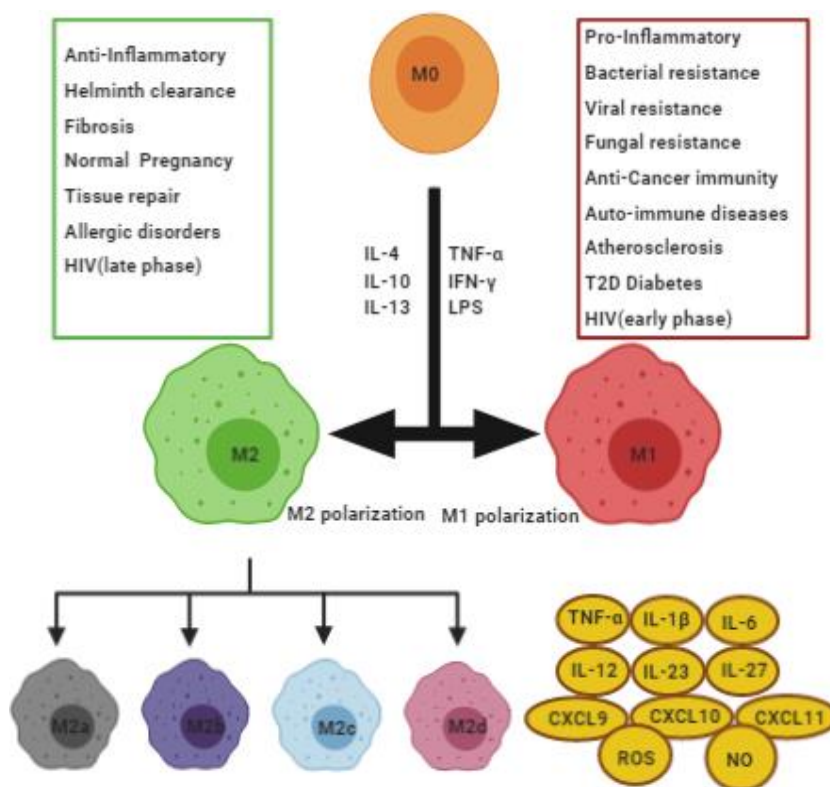 Anti-Inflammatory
Helminth clearance
Fibrosis
Normal Pregnancy
Tissue repair
Allergic disorders
HIV(late phase)
M0
Pro-Inflammatory
Bacterial resistance
Viral resistance
Fungal resistance
Anti-Cancer immunity
Auto-immune diseases
Atherosclerosis
T2D Diabetes
HIV(early phase)
IL-4
IL-10
IL-13
TNF-α
IFN-γ
LPS
M2
M1
M2 polarization
M1 polarization
M2a
M2b
M2c
M2d
TNF-α
IL-1β
IL-6
IL-12
IL-23
IL-27
CXCL9
CXCL10
CXCL11
ROS
NO